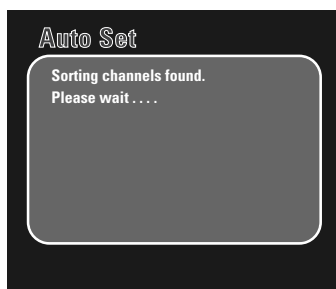 Auto Set
Sorting channels found.
Please wait . . . .